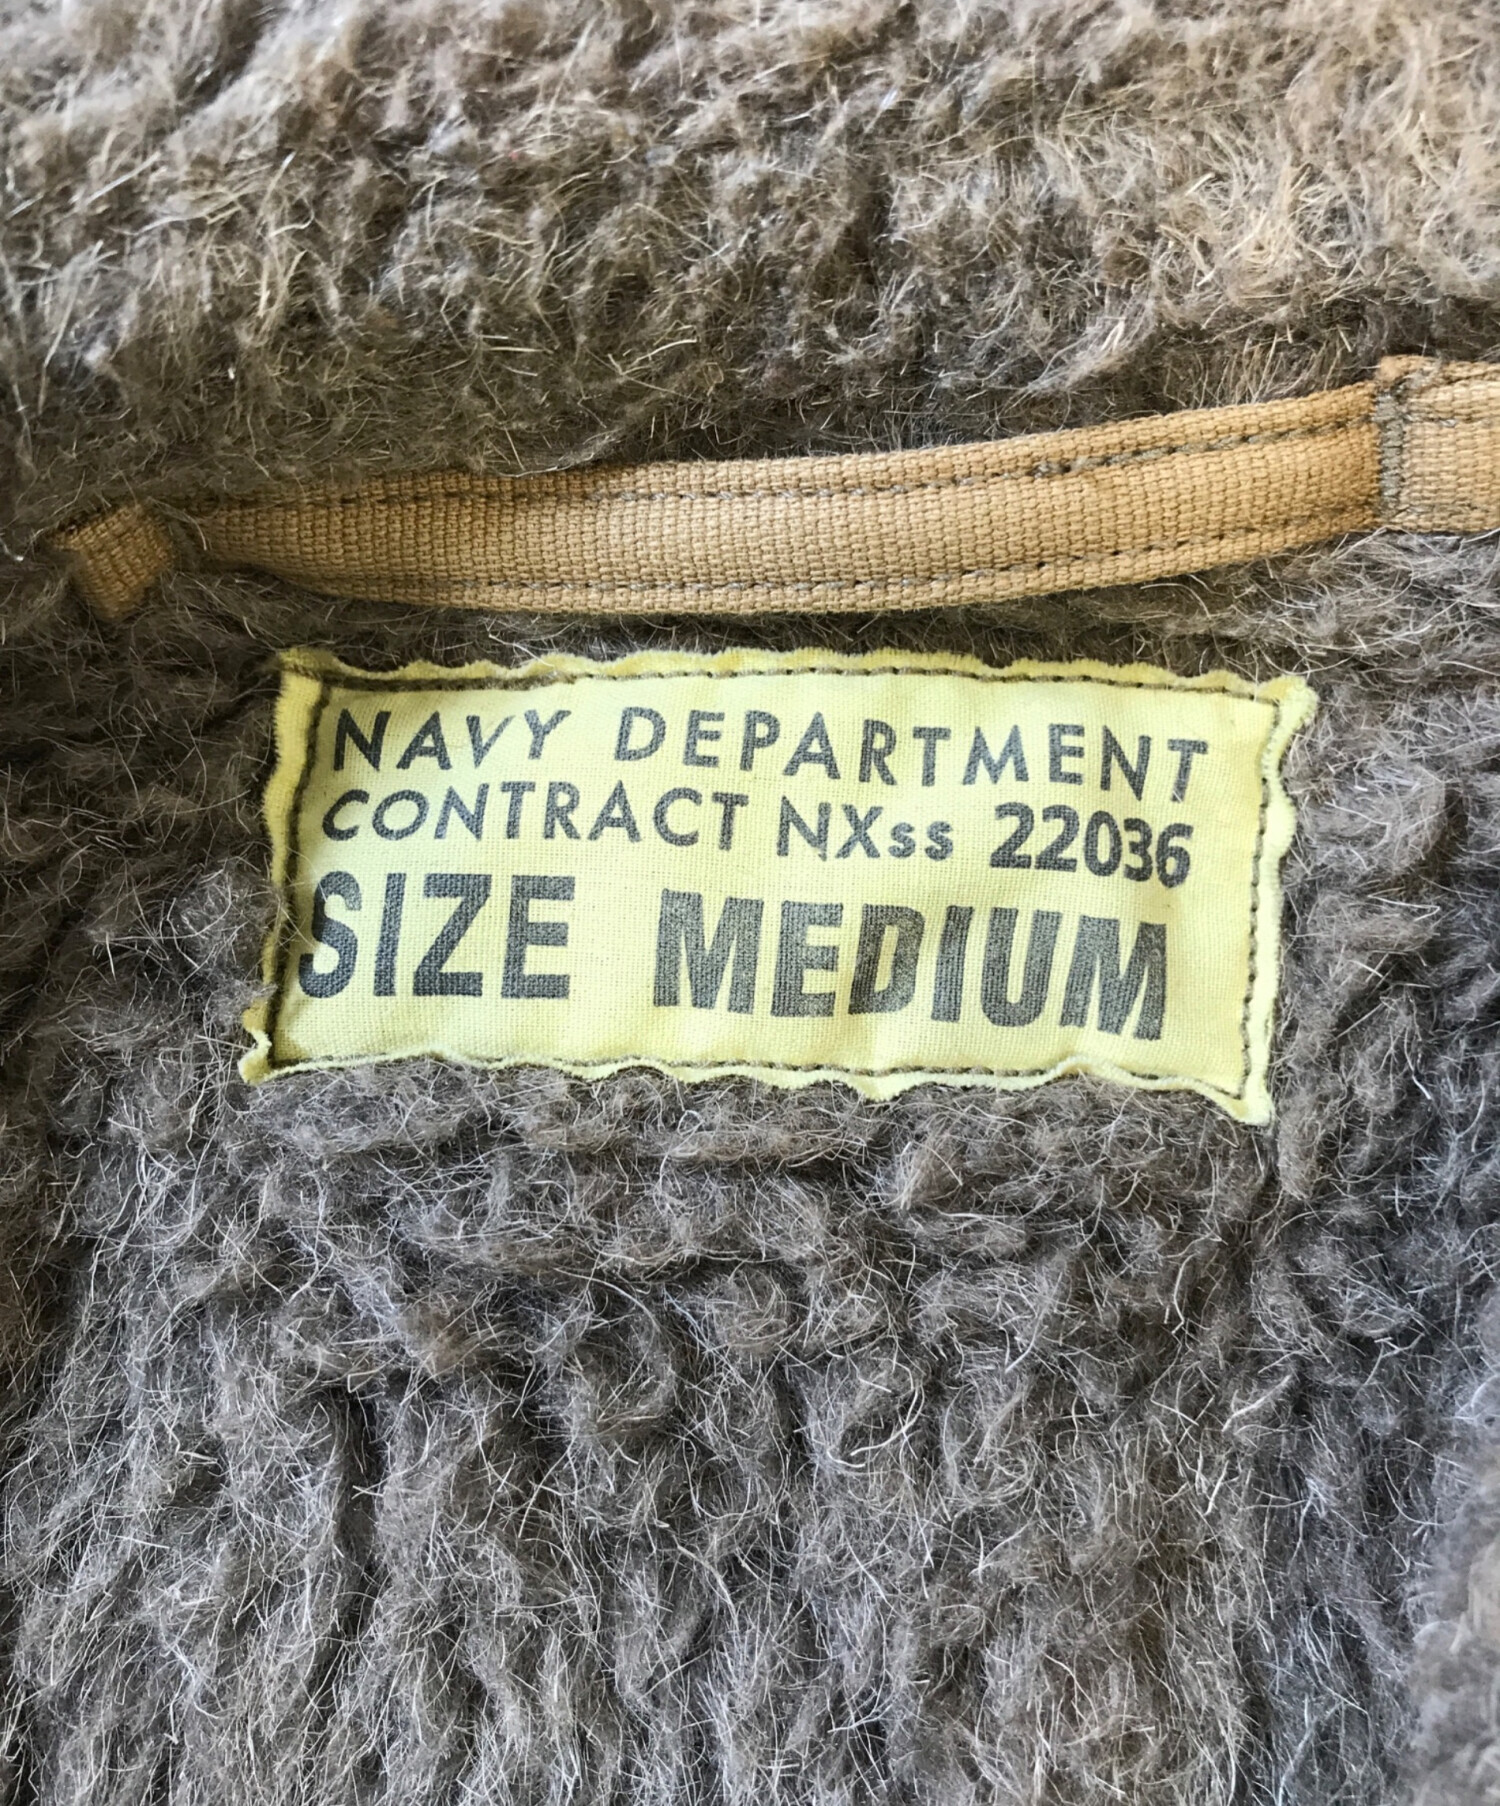 NAVY DEPARTMENT
CONTRACT NXss 22036
SIZE MEDIUM